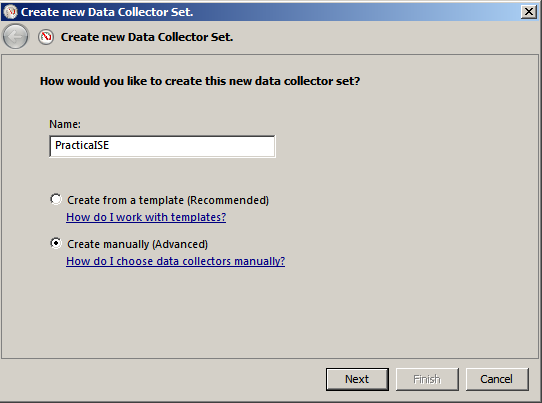 Create new Data Collector Set.
Create new Data Collector Set.
How would you like to create this new data collector set?
Name:
PracticaISE
Create from a template (Recommended)
How do I work with templates?
Create manually (Advanced)
How do I choose data collectors manually?
Next
Finish
Cancel